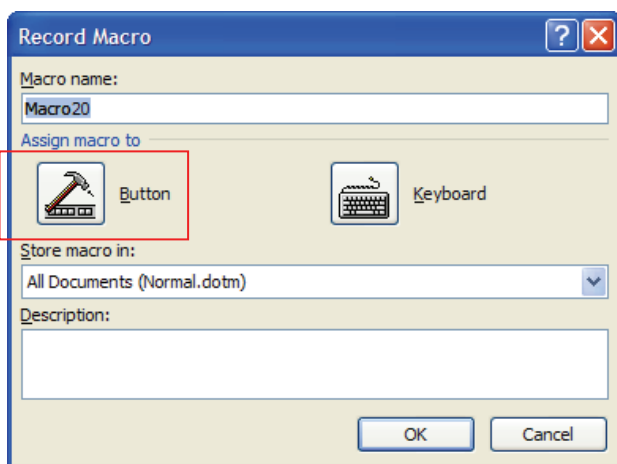 Record Macro
Macro name:
Macro20
Assign macro to
Button
Keyboard
Store macro in:
All Documents (Normal.dotm)
Description:
OK
Cancel